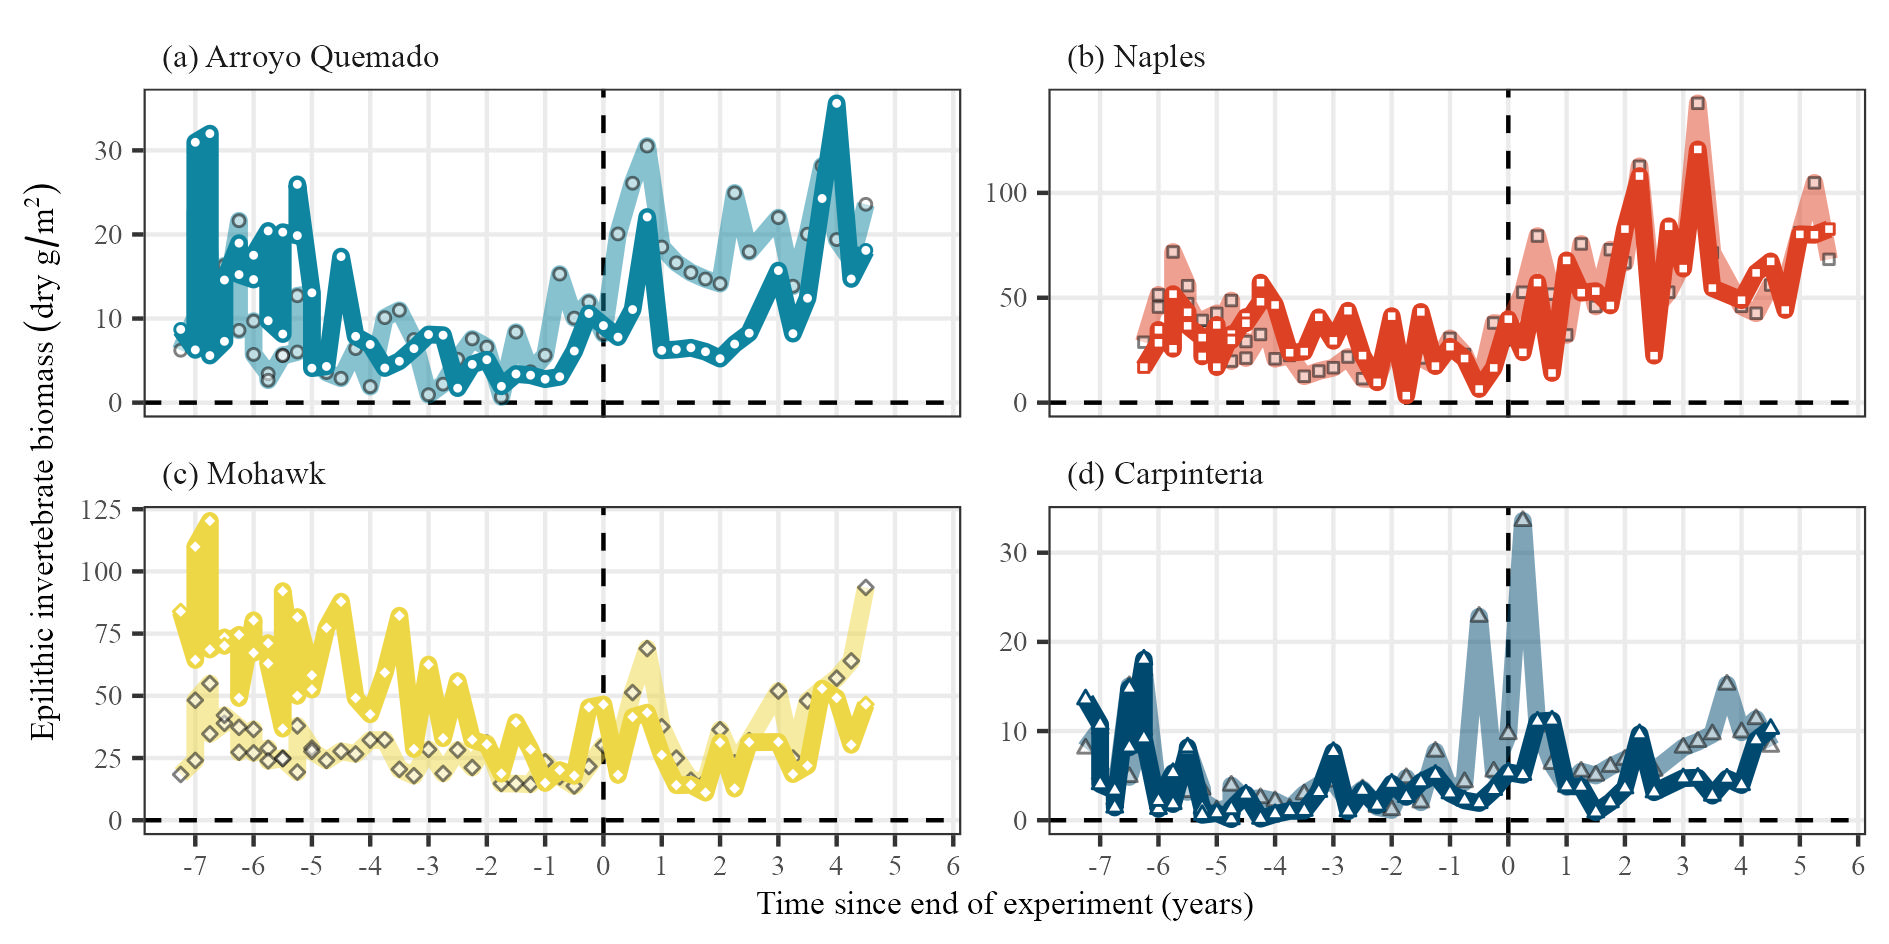 (a) Arroyo Quemado
(b) Naples
30
20
10
0
100
50
0
(c) Mohawk
(d) Carpinteria
125
100
75
50
25
0
30
20
10
0
-7 -6 -5 -4 -3 -2 -1 0 1 2 3 4 5 6
-7 -6 -5 -4 -3 -2 -1 0 1 2 3 4 5 6
Epilithic invertebrate biomass (dry g/m²)
Time since end of experiment (years)